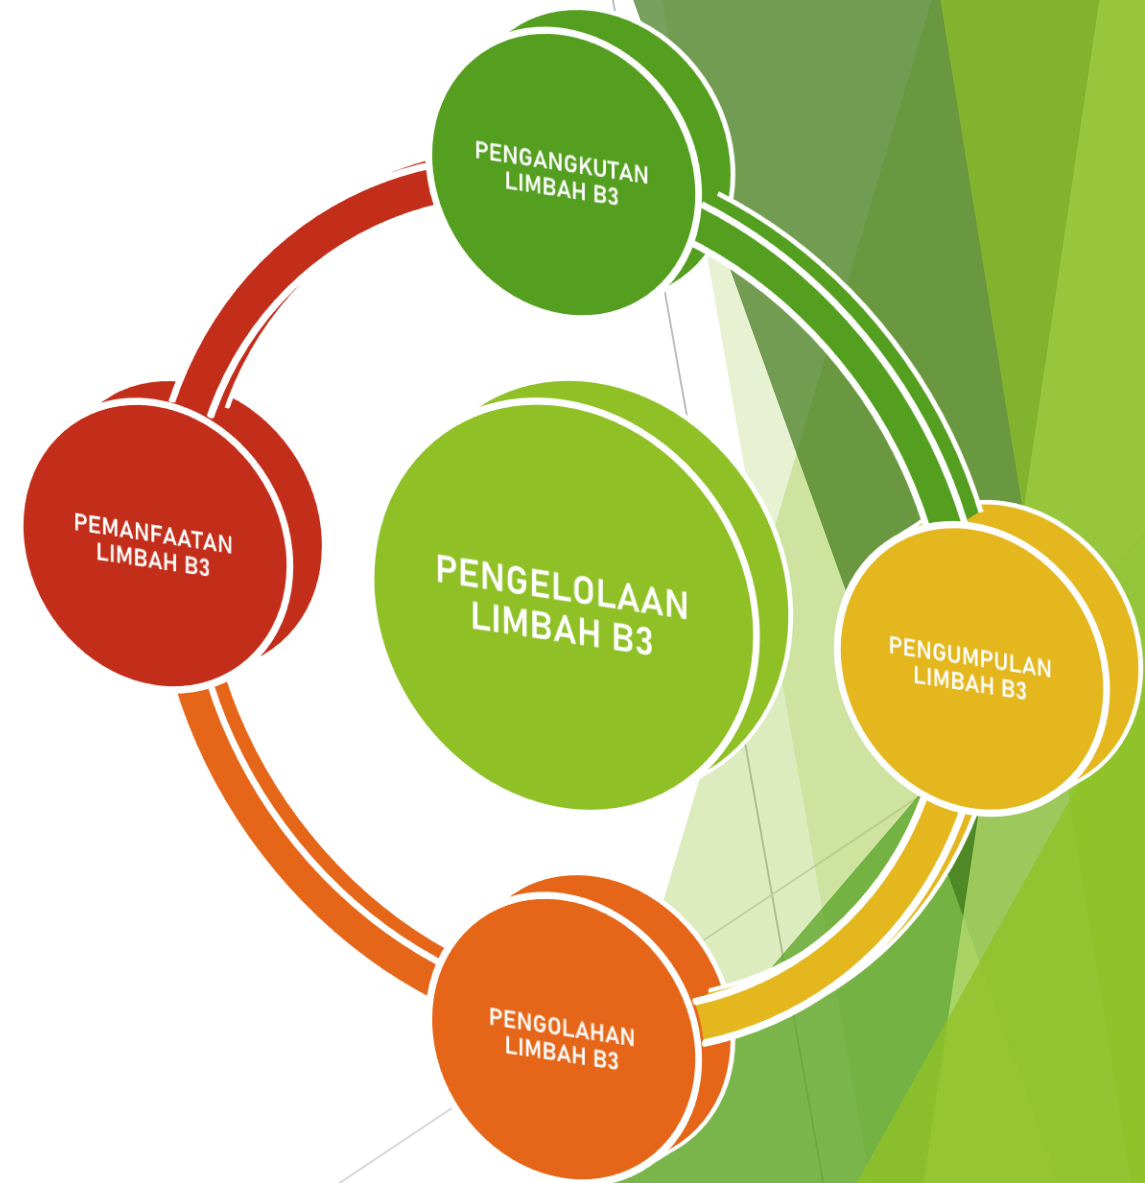 PENGANGKUTAN
LIMBAH B3
PEMANFAATAN
LIMBAH B3
PENGELOLAAN
LIMBAH B3
PENGUMPULAN
LIMBAH B3
PENGOLAHAN
LIMBAH B3